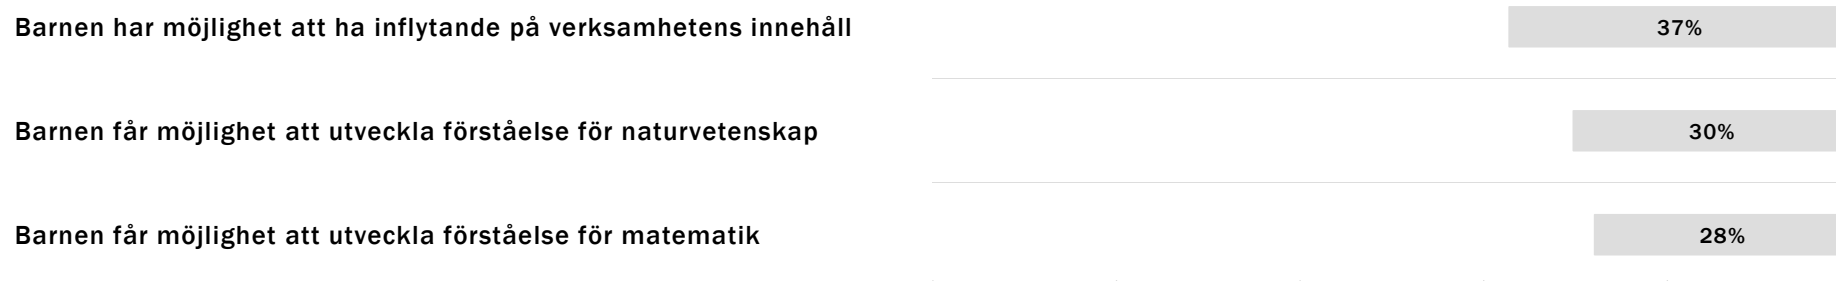 Barnen har möjlighet att ha inflytande på verksamhetens innehåll 37%
Barnen får möjlighet att utveckla förståelse för naturvetenskap 30%
Barnen får möjlighet att utveckla förståelse för matematik 28%